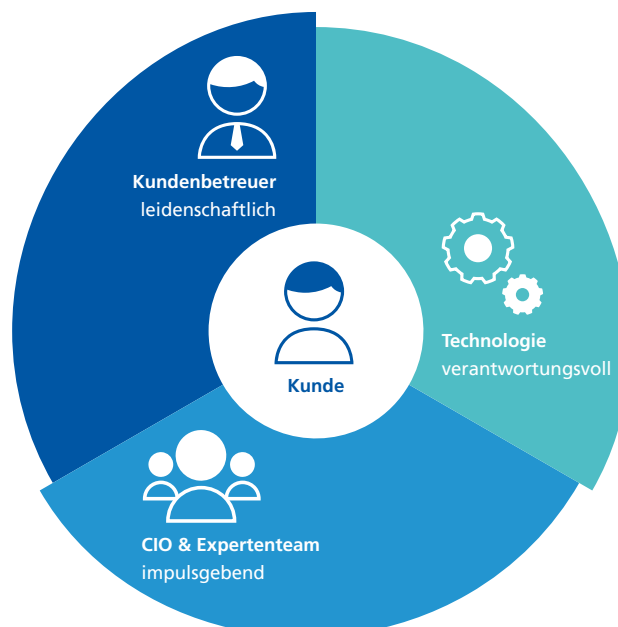 Kundenbetreuer
leidenschaftlich
Technologie
verantwortungsvoll
Kunde
CIO & Expertenteam
impulsgebend